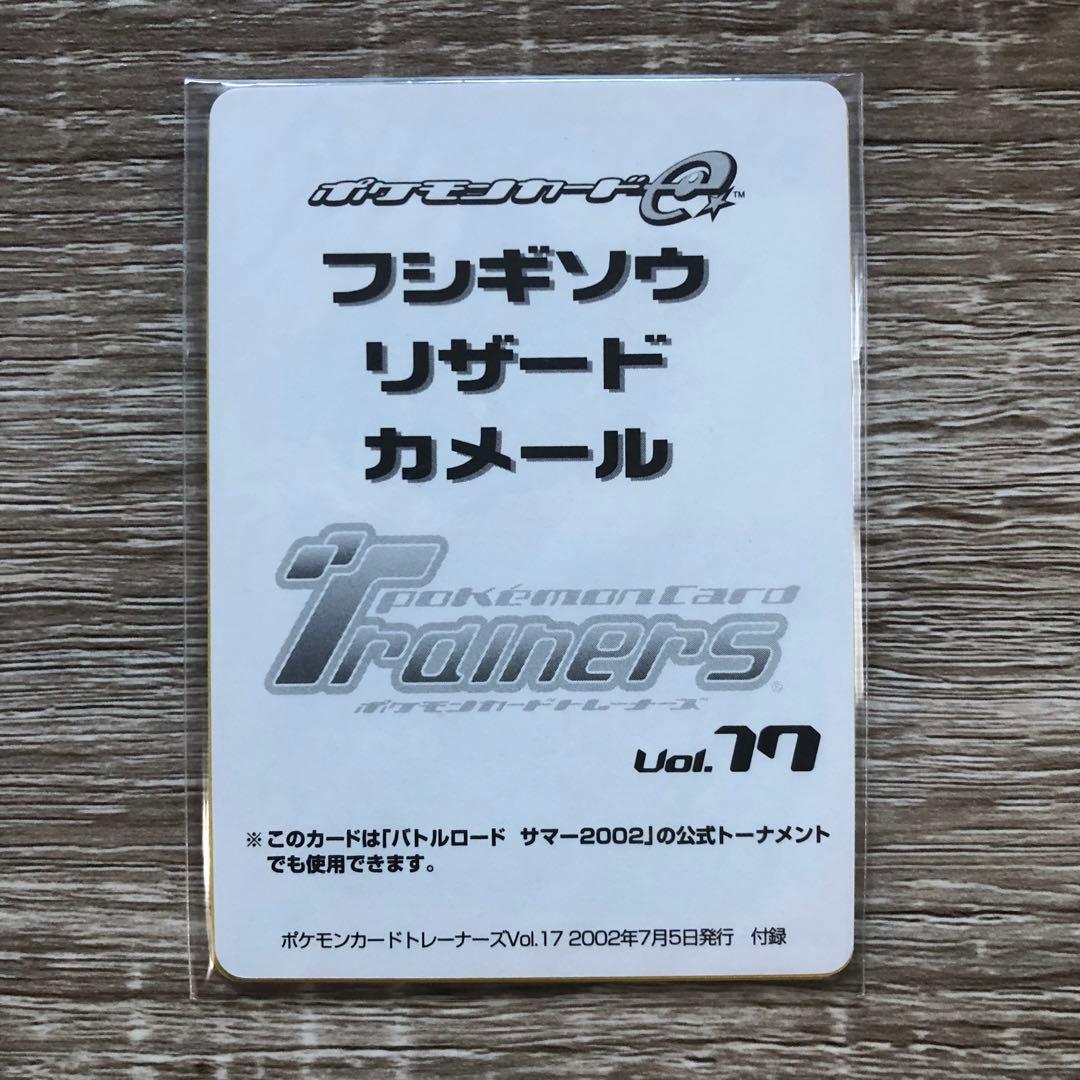 ポケモンカードe™
フシギソウ
リザード
カメール
pokémon card
Trainers®
ポケモンカードトレーナーズ
Vol.17
※このカードは｢バトルロード サマー2002｣の公式トーナメント
でも使用できます。
ポケモンカードトレーナーズVol.17 2002年7月5日発行 付録